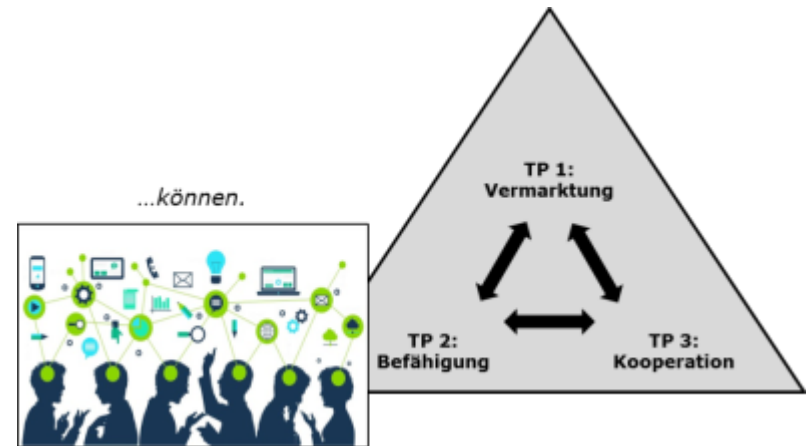 ...können.
TP 1:
Vermarktung
TP 2:
Befähigung
TP 3:
Kooperation